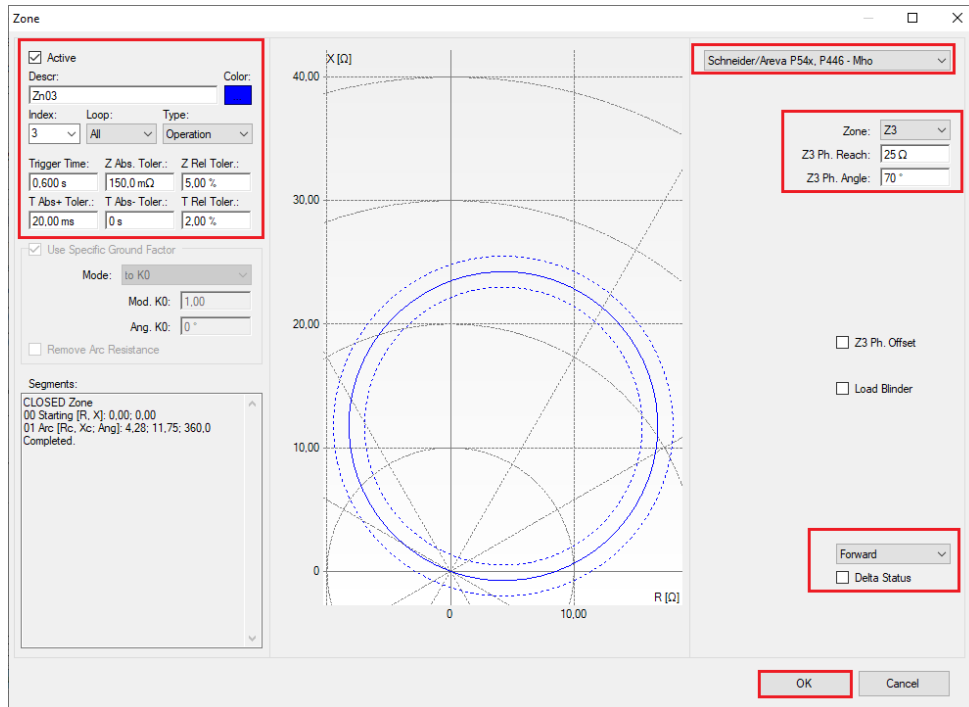 Zone
Active
Descr: Color:
Zn03
Index: Loop: Type:
3 All Operation
Trigger Time: Z Abs. Toler.: Z Rel Toler.:
0,600 s 150,0 mΩ 5,00 %
T Abs+ Toler.: T Abs- Toler.: T Rel Toler.:
20,00 ms 0 s 2,00 %
Use Specific Ground Factor
Mode: to K0
Mod. K0: 1,00
Ang. K0: 0 °
Remove Arc Resistance
Segments:
CLOSED Zone
00 Starting [R, X]: 0,00; 0,00
01 Arc [Rc, Xc; Ang]: 4,28; 11,75; 360,0
Completed.
X [Ω]
40,00
30,00
20,00
10,00
0
0 10,00
R [Ω]
Schneider/Areva P54x, P446 - Mho
Zone: Z3
Z3 Ph. Reach: 25 Ω
Z3 Ph. Angle: 70 °
Z3 Ph. Offset
Load Blinder
Forward
Delta Status
OK Cancel